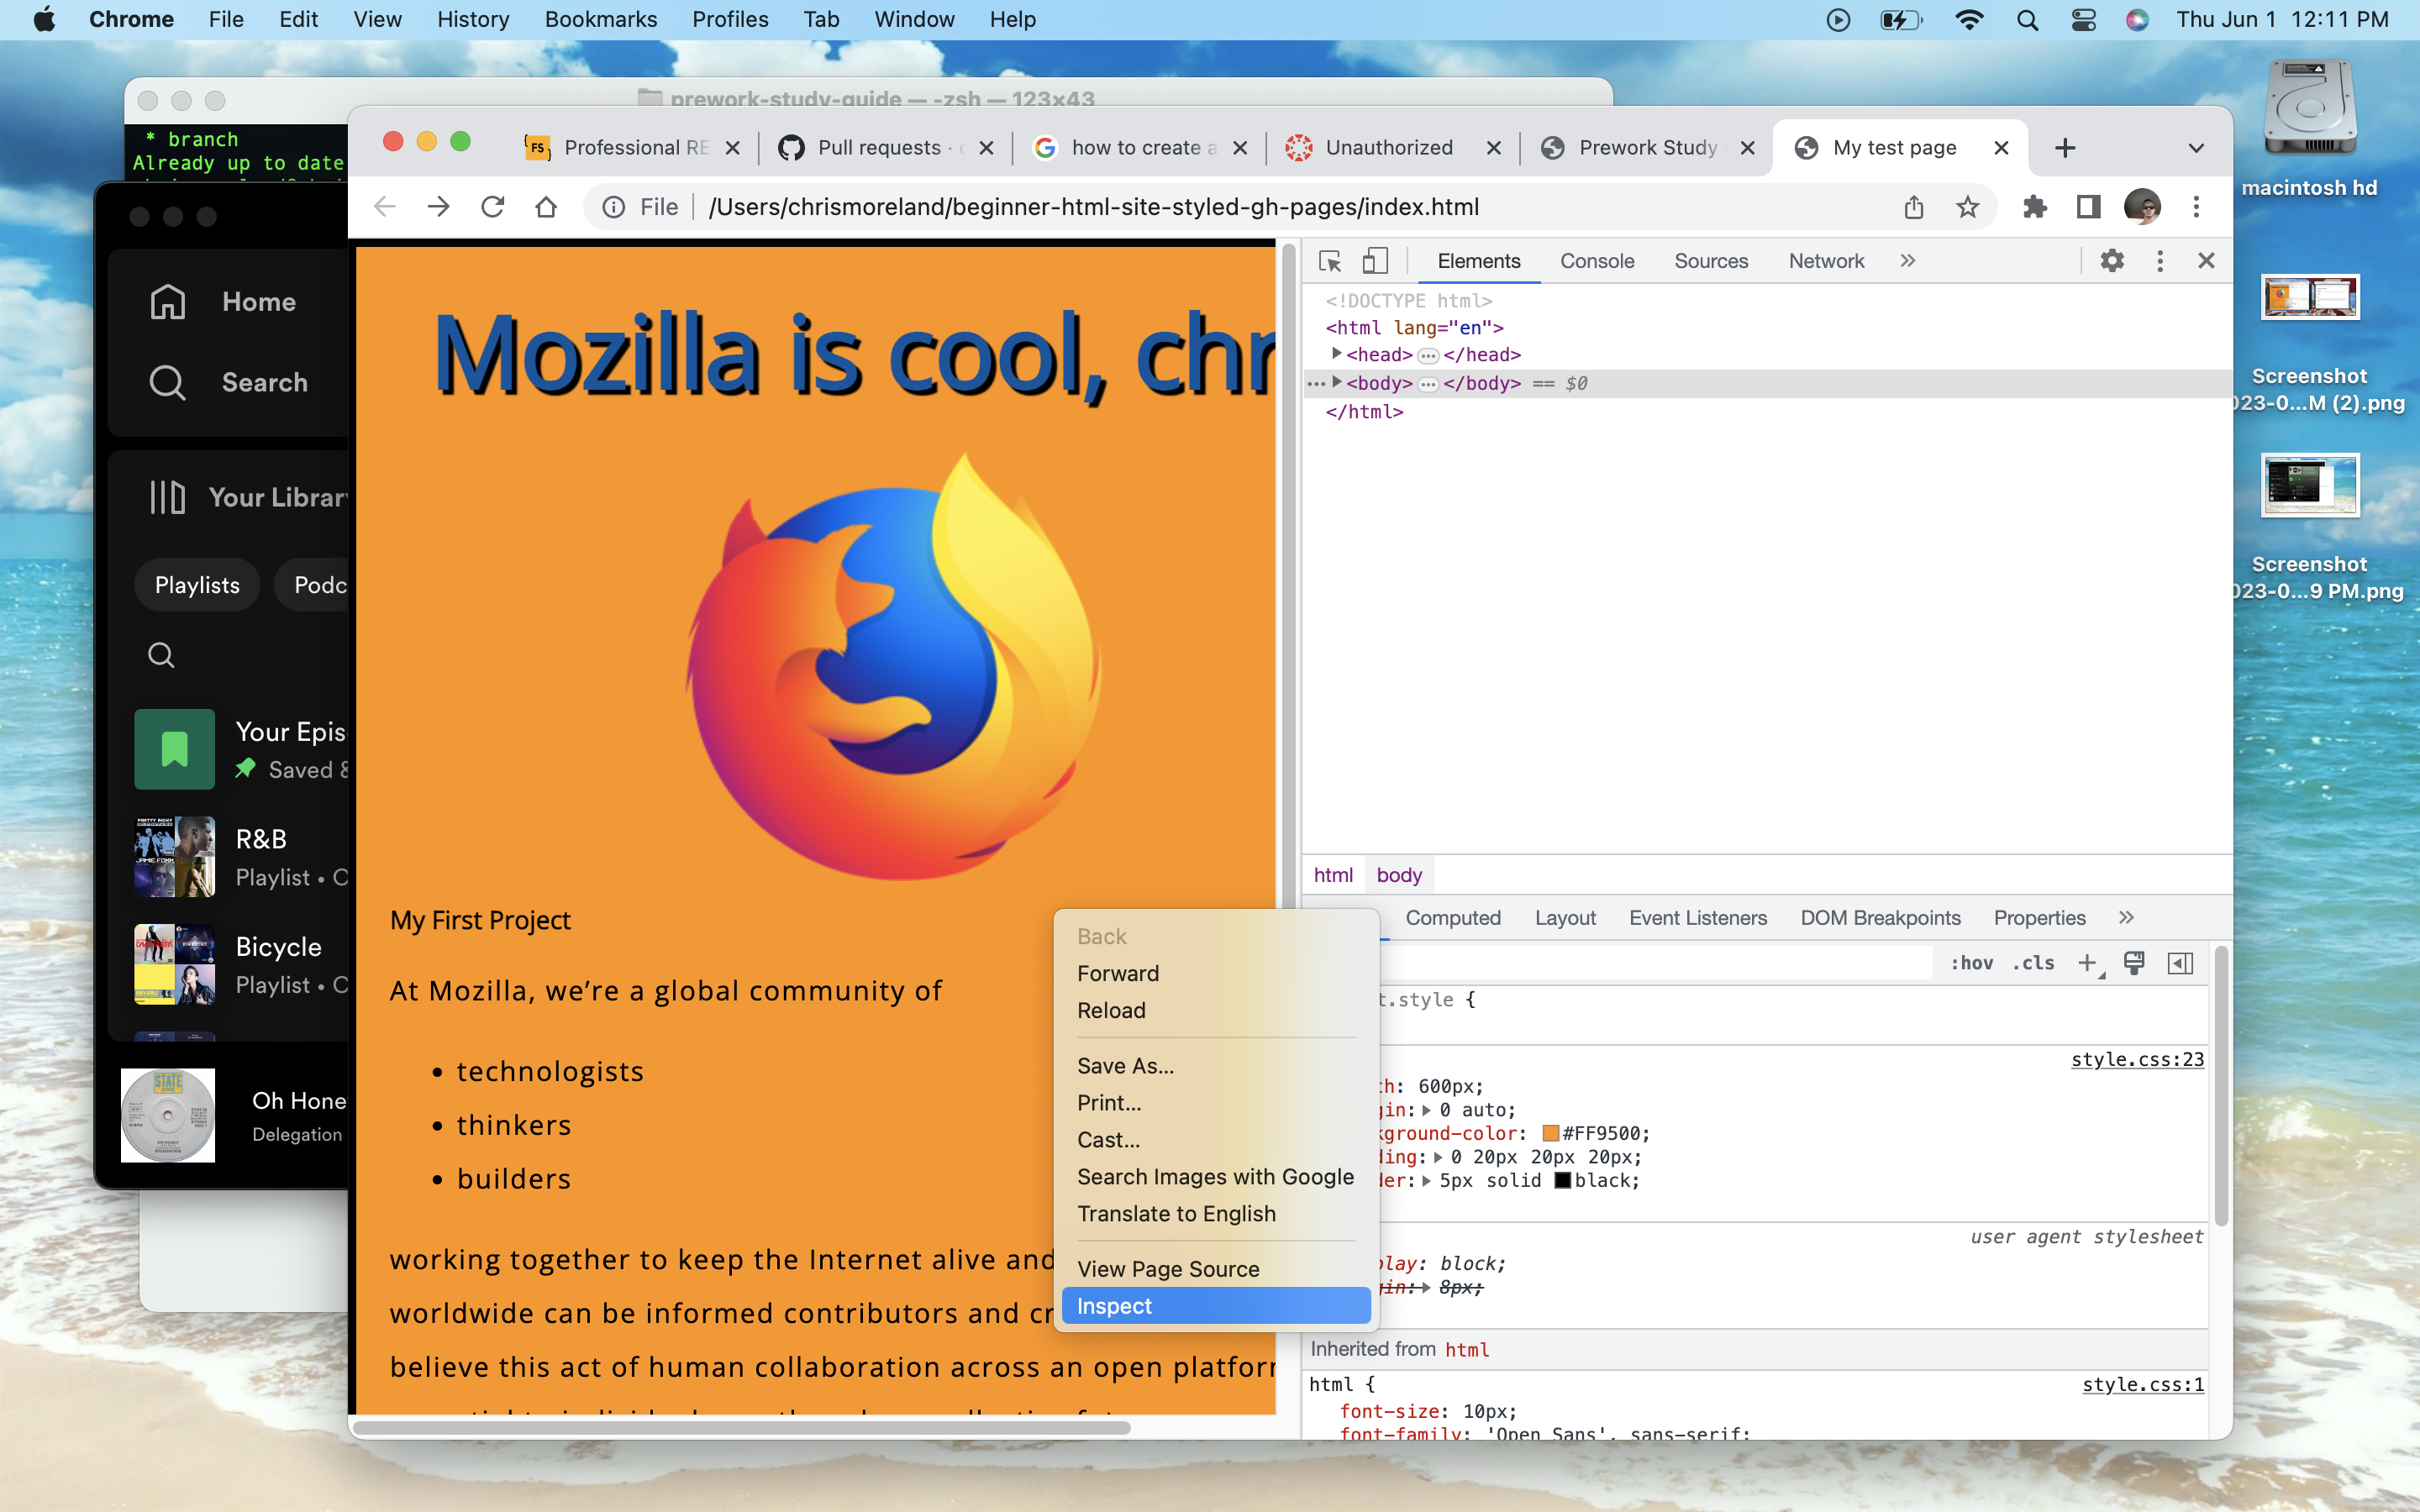 Chrome File Edit View History Bookmarks Profiles Tab Window Help Thu Jun 1 12:11 PM
prework-study-guide — -zsh — 123×43
* branch
Already up to date
FS Professional RE
Pull requests ·
how to create a
Unauthorized
Prework Study
My test page
File /Users/chrismoreland/beginner-html-site-styled-gh-pages/index.html
Home
Search
Your Library
Playlists Podc
Your Epis
Saved &
R&B
Playlist • C
Bicycle
Playlist • C
STATE
Oh Hone
Delegation
Mozilla is cool, chr
My First Project
At Mozilla, we’re a global community of
• technologists
• thinkers
• builders
working together to keep the Internet alive and
worldwide can be informed contributors and cr
believe this act of human collaboration across an open platform
Back
Forward
Reload
Save As...
Print...
Cast...
Search Images with Google
Translate to English
View Page Source
Inspect
Elements Console Sources Network
<!DOCTYPE html>
<html lang="en">
<head> ... </head>
<body> ... </body> == $0
</html>
html body
Computed Layout Event Listeners DOM Breakpoints Properties
:hov .cls
t.style {
style.css:23
th: 600px;
gin: 0 auto;
kground-color: #FF9500;
ding: 0 20px 20px 20px;
der: 5px solid black;
user agent stylesheet
play: block;
gin: 8px;
Inherited from html
html {
style.css:1
font-size: 10px;
font-family: 'Open Sans', sans-serif;
macintosh hd
Screenshot
023-0...M (2).png
Screenshot
023-0...9 PM.png